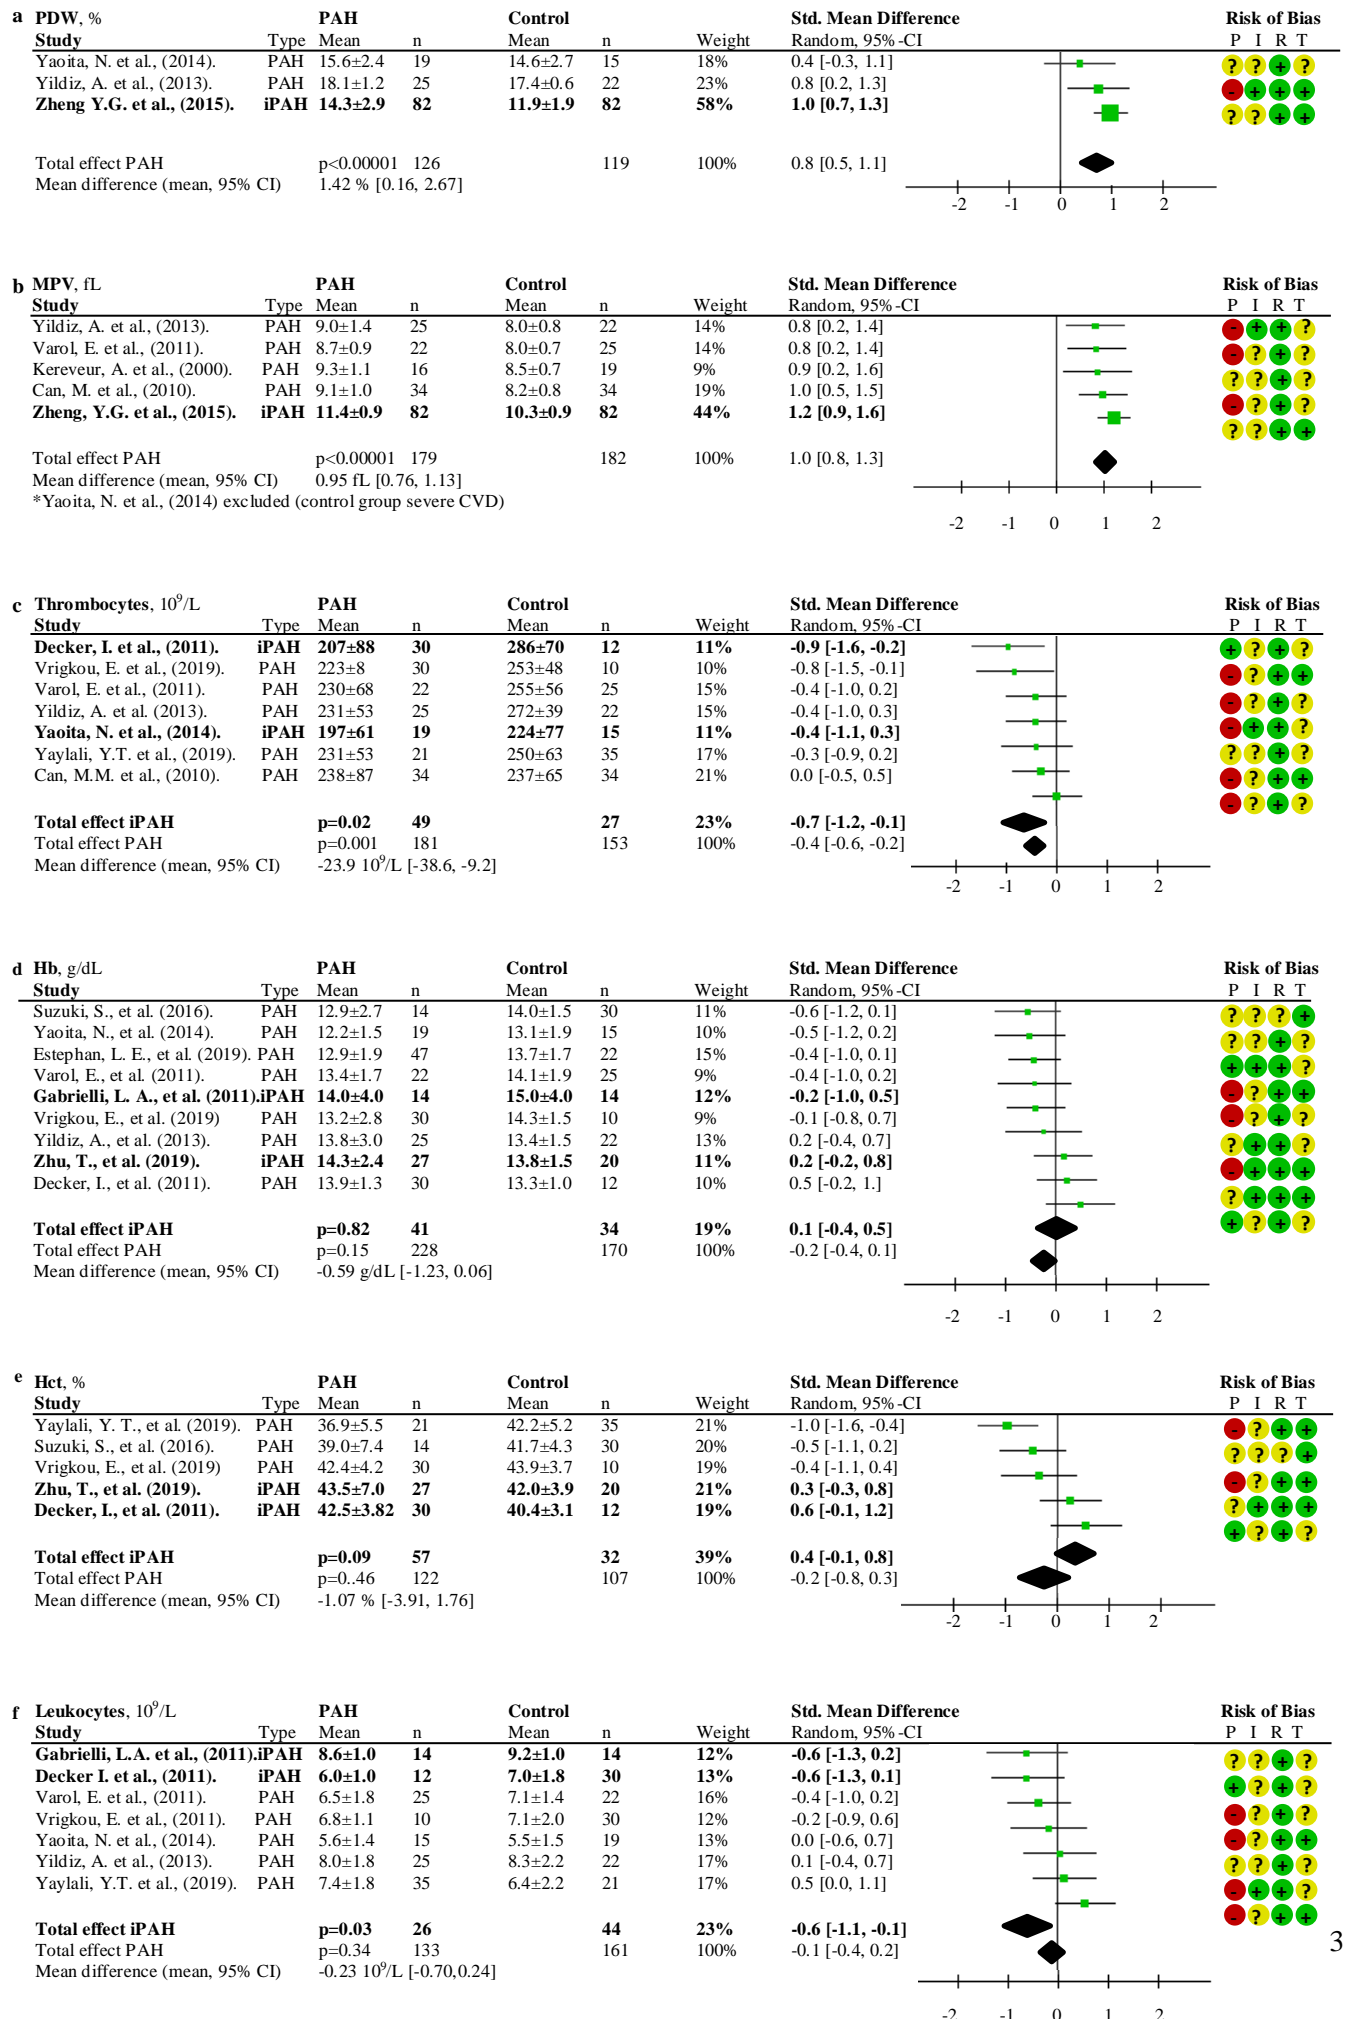 a PDW, % PAH Control Std. Mean Difference Risk of Bias
Study Type Mean n Mean n Weight Random, 95%-CI P I R T
Yaoita, N. et al., (2014). PAH 15.6±2.4 19 14.6±2.7 15 18% 0.4 [-0.3, 1.1] ? ? + ?
Yildiz, A. et al., (2013). PAH 18.1±1.2 25 17.4±0.6 22 23% 0.8 [0.2, 1.3] - + + +
Zheng Y.G. et al., (2015). iPAH 14.3±2.9 82 11.9±1.9 82 58% 1.0 [0.7, 1.3] ? ? + +
Total effect PAH p<0.00001 126 119 100% 0.8 [0.5, 1.1]
Mean difference (mean, 95% CI) 1.42 % [0.16, 2.67]
-2 -1 0 1 2
b MPV, fL PAH Control Std. Mean Difference Risk of Bias
Study Type Mean n Mean n Weight Random, 95%-CI P I R T
Yildiz, A. et al., (2013). PAH 9.0±1.4 25 8.0±0.8 22 14% 0.8 [0.2, 1.4] - + + ?
Varol, E. et al., (2011). PAH 8.7±0.9 22 8.0±0.7 25 14% 0.8 [0.2, 1.4] - ? + ?
Kereveur, A. et al., (2000). PAH 9.3±1.1 16 8.5±0.7 19 9% 0.9 [0.2, 1.6] ? ? + ?
Can, M. et al., (2010). PAH 9.1±1.0 34 8.2±0.8 34 19% 1.0 [0.5, 1.5] - ? + ?
Zheng, Y.G. et al., (2015). iPAH 11.4±0.9 82 10.3±0.9 82 44% 1.2 [0.9, 1.6] ? ? + +
Total effect PAH p<0.00001 179 182 100% 1.0 [0.8, 1.3]
Mean difference (mean, 95% CI) 0.95 fL [0.76, 1.13]
*Yaoita, N. et al., (2014) excluded (control group severe CVD)
-2 -1 0 1 2
c Thrombocytes, 10⁹/L PAH Control Std. Mean Difference Risk of Bias
Study Type Mean n Mean n Weight Random, 95%-CI P I R T
Decker, I. et al., (2011). iPAH 207±88 30 286±70 12 11% -0.9 [-1.6, -0.2] + ? + ?
Vrigkou, E. et al., (2019). PAH 223±8 30 253±48 10 10% -0.8 [-1.5, -0.1] - ? + +
Varol, E. et al., (2011). PAH 230±68 22 255±56 25 15% -0.4 [-1.0, 0.2] - ? + ?
Yildiz, A. et al. (2013). PAH 231±53 25 272±39 22 15% -0.4 [-1.0, 0.3] - + + ?
Yaoita, N. et al., (2014). iPAH 197±61 19 224±77 15 11% -0.4 [-1.1, 0.3] ? ? + ?
Yaylali, Y.T. et al., (2019). PAH 231±53 21 250±63 35 17% -0.3 [-0.9, 0.2] - ? + +
Can, M.M. et al., (2010). PAH 238±87 34 237±65 34 21% 0.0 [-0.5, 0.5] - ? + ?
Total effect iPAH p=0.02 49 27 23% -0.7 [-1.2, -0.1]
Total effect PAH p=0.001 181 153 100% -0.4 [-0.6, -0.2]
Mean difference (mean, 95% CI) -23.9 10⁹/L [-38.6, -9.2]
-2 -1 0 1 2
d Hb, g/dL PAH Control Std. Mean Difference Risk of Bias
Study Type Mean n Mean n Weight Random, 95%-CI P I R T
Suzuki, S., et al. (2016). PAH 12.9±2.7 14 14.0±1.5 30 11% -0.6 [-1.2, 0.1] ? ? ? +
Yaoita, N., et al. (2014). PAH 12.2±1.5 19 13.1±1.9 15 10% -0.5 [-1.2, 0.2] ? ? + ?
Estephan, L. E., et al. (2019). PAH 12.9±1.9 47 13.7±1.7 22 15% -0.4 [-1.0, 0.1] + + + ?
Varol, E., et al. (2011). PAH 13.4±1.7 22 14.1±1.9 25 9% -0.4 [-1.0, 0.2] - ? + +
Gabrielli, L. A., et al. (2011).iPAH 14.0±4.0 14 15.0±4.0 14 12% -0.2 [-1.0, 0.5] - ? + ?
Vrigkou, E., et al. (2019) PAH 13.2±2.8 30 14.3±1.5 10 9% -0.1 [-0.8, 0.7] ? + + ?
Yildiz, A., et al. (2013). PAH 13.8±3.0 25 13.4±1.5 22 13% 0.2 [-0.4, 0.7] - + + +
Zhu, T., et al. (2019). iPAH 14.3±2.4 27 13.8±1.5 20 11% 0.2 [-0.2, 0.8] ? + + +
Decker, I., et al. (2011). PAH 13.9±1.3 30 13.3±1.0 12 10% 0.5 [-0.2, 1.] + ? + ?
Total effect iPAH p=0.82 41 34 19% 0.1 [-0.4, 0.5]
Total effect PAH p=0.15 228 170 100% -0.2 [-0.4, 0.1]
Mean difference (mean, 95% CI) -0.59 g/dL [-1.23, 0.06]
-2 -1 0 1 2
e Hct, % PAH Control Std. Mean Difference Risk of Bias
Study Type Mean n Mean n Weight Random, 95%-CI P I R T
Yaylali, Y. T., et al. (2019). PAH 36.9±5.5 21 42.2±5.2 35 21% -1.0 [-1.6, -0.4] - ? + +
Suzuki, S., et al. (2016). PAH 39.0±7.4 14 41.7±4.3 30 20% -0.5 [-1.1, 0.2] ? ? ? +
Vrigkou, E., et al. (2019) PAH 42.4±4.2 30 43.9±3.7 10 19% -0.4 [-1.1, 0.4] - ? + +
Zhu, T., et al. (2019). iPAH 43.5±7.0 27 42.0±3.9 20 21% 0.3 [-0.3, 0.8] ? + + +
Decker, I., et al. (2011). iPAH 42.5±3.82 30 40.4±3.1 12 19% 0.6 [-0.1, 1.2] + ? + ?
Total effect iPAH p=0.09 57 32 39% 0.4 [-0.1, 0.8]
Total effect PAH p=0..46 122 107 100% -0.2 [-0.8, 0.3]
Mean difference (mean, 95% CI) -1.07 % [-3.91, 1.76]
-2 -1 0 1 2
f Leukocytes, 10⁹/L PAH Control Std. Mean Difference Risk of Bias
Study Type Mean n Mean n Weight Random, 95%-CI P I R T
Gabrielli, L.A. et al., (2011).iPAH 8.6±1.0 14 9.2±1.0 14 12% -0.6 [-1.3, 0.2] ? ? + ?
Decker I. et al., (2011). iPAH 6.0±1.0 12 7.0±1.8 30 13% -0.6 [-1.3, 0.1] + ? + ?
Varol, E. et al., (2011). PAH 6.5±1.8 25 7.1±1.4 22 16% -0.4 [-1.0, 0.2] - ? + ?
Vrigkou, E. et al., (2011). PAH 6.8±1.1 10 7.1±2.0 30 12% -0.2 [-0.9, 0.6] - ? + +
Yaoita, N. et al., (2014). PAH 5.6±1.4 15 5.5±1.5 19 13% 0.0 [-0.6, 0.7] ? ? + ?
Yildiz, A. et al., (2013). PAH 8.0±1.8 25 8.3±2.2 22 17% 0.1 [-0.4, 0.7] - + + ?
Yaylali, Y.T. et al., (2019). PAH 7.4±1.8 35 6.4±2.2 21 17% 0.5 [0.0, 1.1] - ? + +
Total effect iPAH p=0.03 26 44 23% -0.6 [-1.1, -0.1]
Total effect PAH p=0.34 133 161 100% -0.1 [-0.4, 0.2]
3
Mean difference (mean, 95% CI) -0.23 10⁹/L [-0.70,0.24]
-2 -1 0 1 2